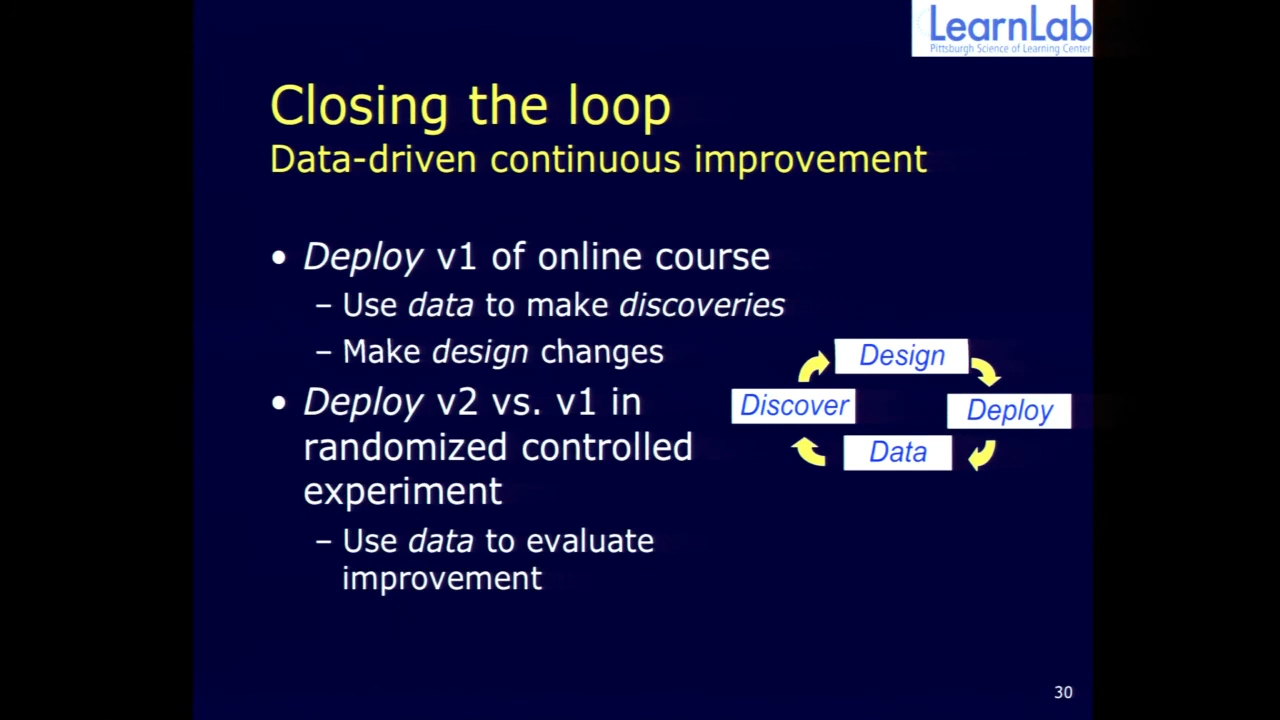 LearnLab
Pittsburgh Science of Learning Center
Closing the loop
Data-driven continuous improvement
• Deploy v1 of online course
– Use data to make discoveries
– Make design changes
• Deploy v2 vs. v1 in
randomized controlled
experiment
– Use data to evaluate
improvement
Design
Discover
Deploy
Data
30